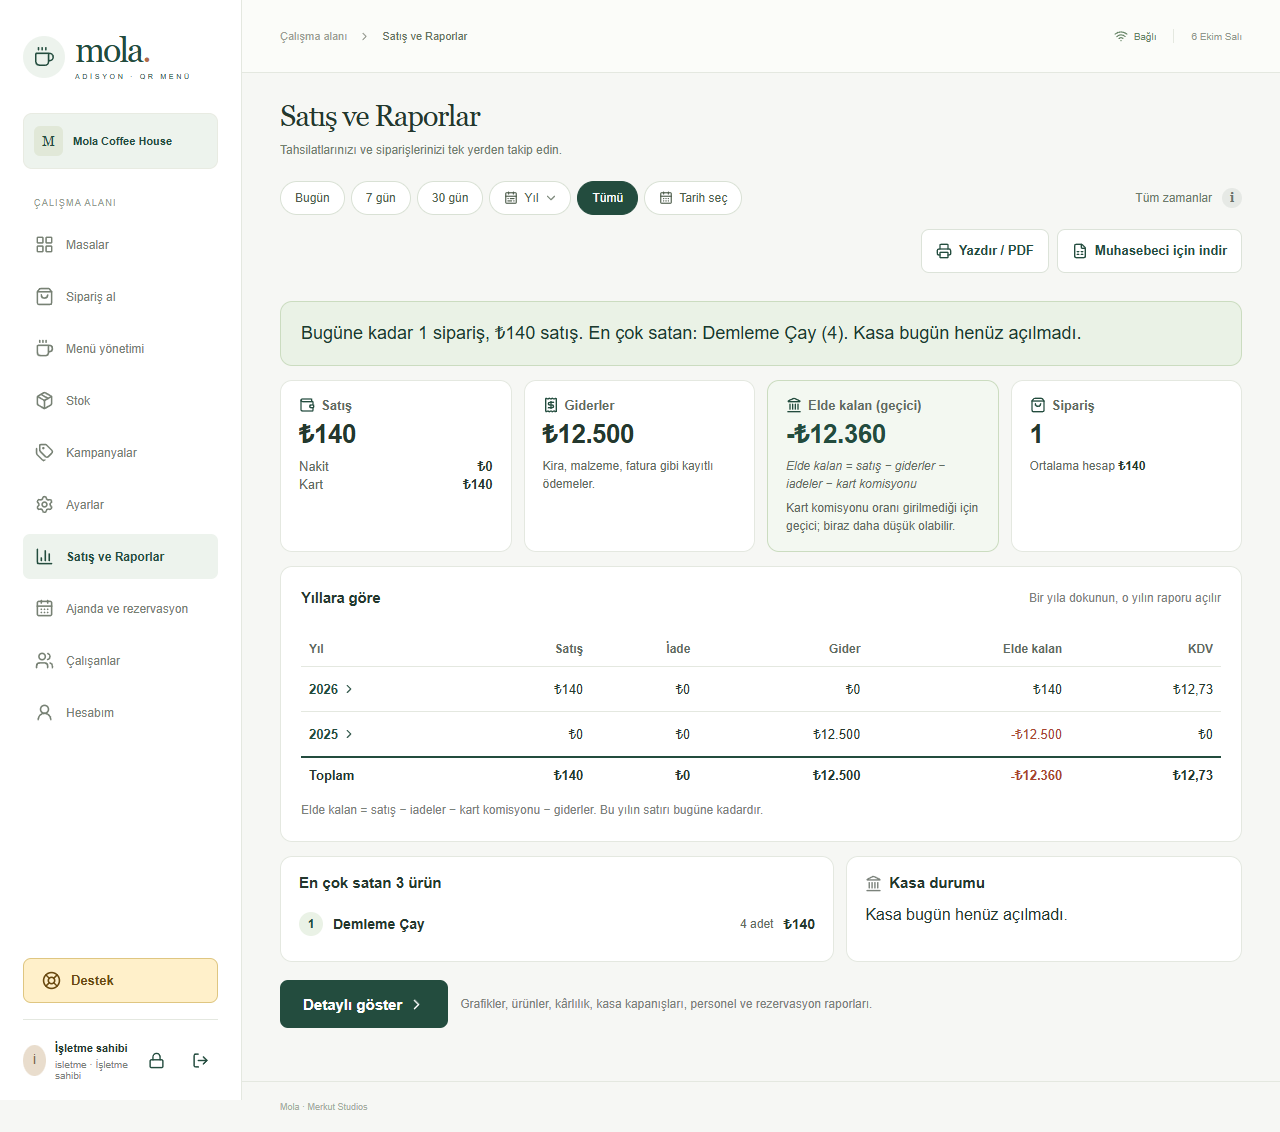 mola.
ADİSYON · QR MENÜ
M Mola Coffee House
ÇALIŞMA ALANI
Masalar
Sipariş al
Menü yönetimi
Stok
Kampanyalar
Ayarlar
Satış ve Raporlar
Ajanda ve rezervasyon
Çalışanlar
Hesabım
Destek
İ
İşletme sahibi
isletme · İşletme
sahibi
Çalışma alanı > Satış ve Raporlar
Bağlı
6 Ekim Salı
Satış ve Raporlar
Tahsilatlarınızı ve siparişlerinizi tek yerden takip edin.
Bugün 7 gün 30 gün Yıl Tümü Tarih seç
Tüm zamanlar i
Yazdır / PDF Muhasebeci için indir
Bugüne kadar 1 sipariş, ₺140 satış. En çok satan: Demleme Çay (4). Kasa bugün henüz açılmadı.
Satış
₺140
Nakit ₺0
Kart ₺140
Giderler
₺12.500
Kira, malzeme, fatura gibi kayıtlı
ödemeler.
Elde kalan (geçici)
-₺12.360
Elde kalan = satış − giderler −
iadeler − kart komisyonu
Kart komisyonu oranı girilmediği için
geçici; biraz daha düşük olabilir.
Sipariş
1
Ortalama hesap ₺140
Yıllara göre
Bir yıla dokunun, o yılın raporu açılır
Yıl Satış İade Gider Elde kalan KDV
2026 > ₺140 ₺0 ₺0 ₺140 ₺12,73
2025 > ₺0 ₺0 ₺12.500 -₺12.500 ₺0
Toplam ₺140 ₺0 ₺12.500 -₺12.360 ₺12,73
Elde kalan = satış − iadeler − kart komisyonu − giderler. Bu yılın satırı bugüne kadardır.
En çok satan 3 ürün
1 Demleme Çay 4 adet ₺140
Kasa durumu
Kasa bugün henüz açılmadı.
Detaylı göster >
Grafikler, ürünler, kârlılık, kasa kapanışları, personel ve rezervasyon raporları.
Mola · Merkut Studios